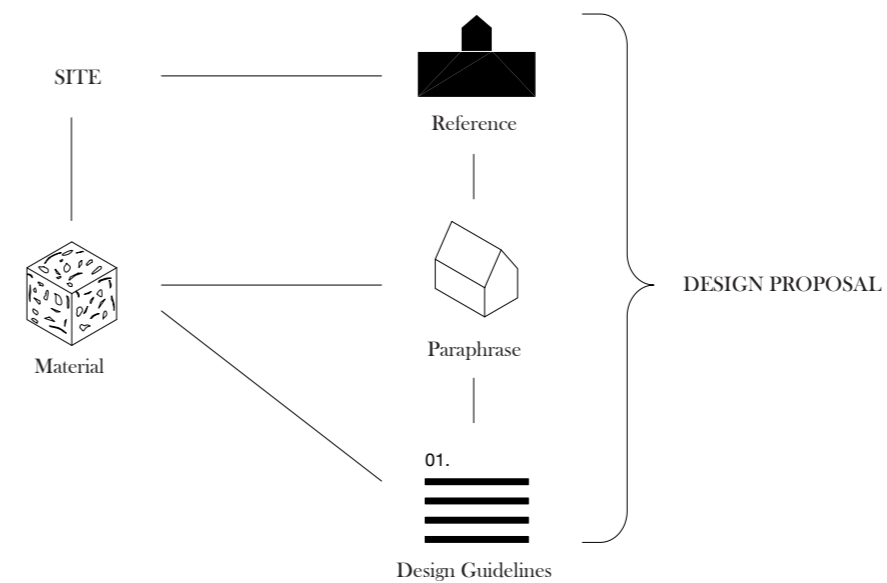 SITE
Reference
Material
Paraphrase
DESIGN PROPOSAL
01.
Design Guidelines